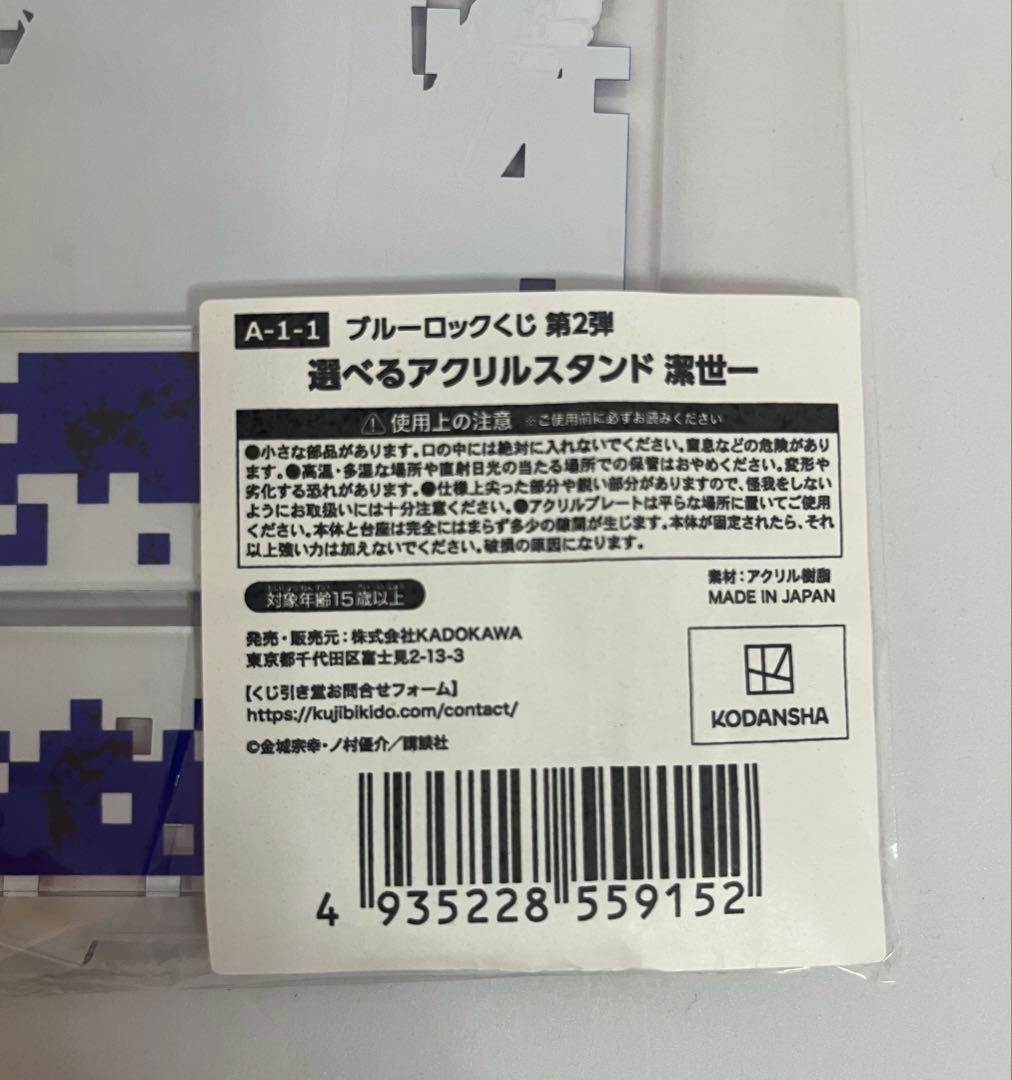 A-1-1 ブルーロックくじ 第2弾
選べるアクリルスタンド 潔世一
⚠使用上の注意 ※ご使用前に必ずお読みください
●小さな部品があります。口の中には絶対に入れないでください。窒息などの危険があり
ます。●高温・多湿な場所や直射日光の当たる場所での保管はおやめください。変形や
劣化する恐れがあります。●仕様上尖った部分や鋭い部分がありますので、怪我をしない
ようにお取扱いには十分注意ください。●アクリルプレートは平らな場所に置いてご使用
ください。本体と台座は完全にはまらず多少の隙間が生じます。本体が固定されたら、それ
以上強い力は加えないでください。破損の原因になります。
対象年齢15歳以上
素材：アクリル樹脂
MADE IN JAPAN
発売・販売元：株式会社KADOKAWA
東京都千代田区富士見2-13-3
【くじ引き堂お問合せフォーム】
https://kujibikido.com/contact/
©金城宗幸・ノ村優介／講談社
KODANSHA
4 935228 559152